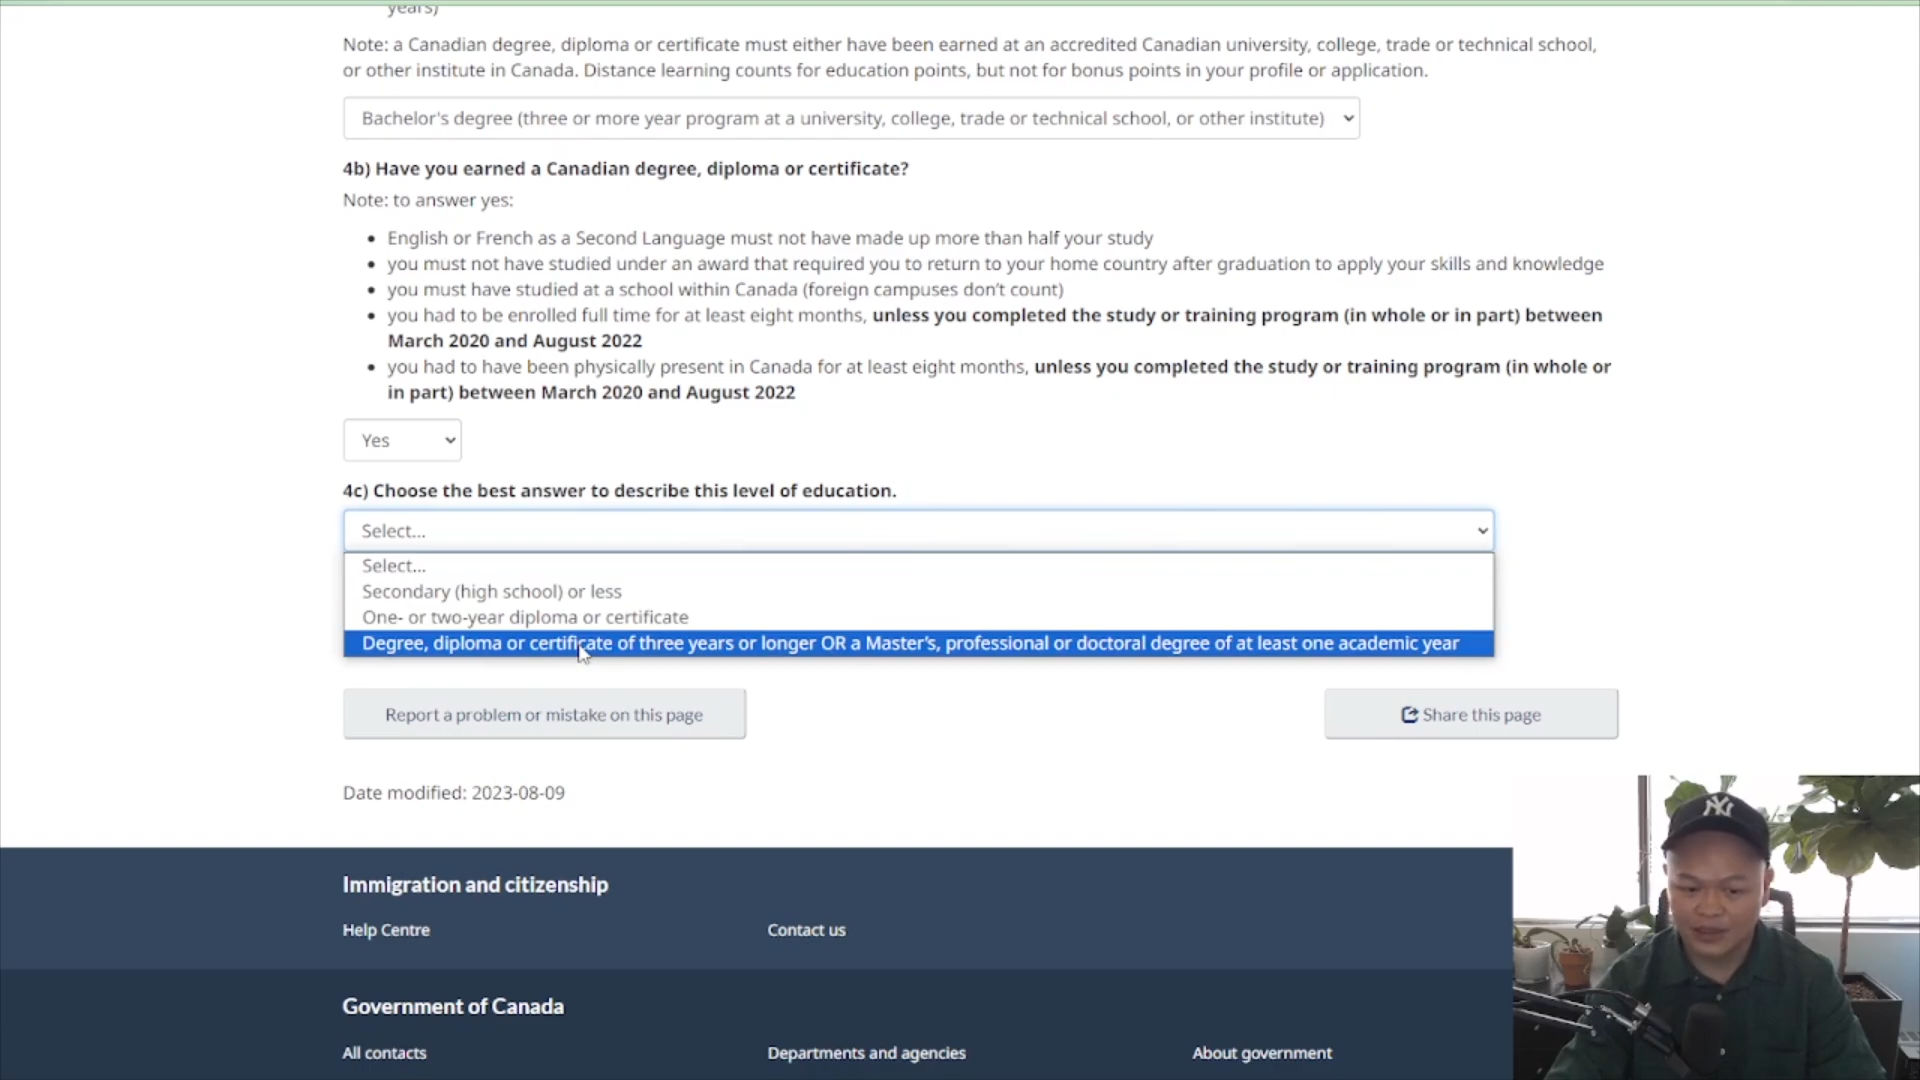 years)
Note: a Canadian degree, diploma or certificate must either have been earned at an accredited Canadian university, college, trade or technical school,
or other institute in Canada. Distance learning counts for education points, but not for bonus points in your profile or application.
Bachelor's degree (three or more year program at a university, college, trade or technical school, or other institute)
4b) Have you earned a Canadian degree, diploma or certificate?
Note: to answer yes:
• English or French as a Second Language must not have made up more than half your study
• you must not have studied under an award that required you to return to your home country after graduation to apply your skills and knowledge
• you must have studied at a school within Canada (foreign campuses don’t count)
• you had to be enrolled full time for at least eight months, unless you completed the study or training program (in whole or in part) between
March 2020 and August 2022
• you had to have been physically present in Canada for at least eight months, unless you completed the study or training program (in whole or
in part) between March 2020 and August 2022
Yes
4c) Choose the best answer to describe this level of education.
Select...
Select...
Secondary (high school) or less
One- or two-year diploma or certificate
Degree, diploma or certificate of three years or longer OR a Master’s, professional or doctoral degree of at least one academic year
Report a problem or mistake on this page
Share this page
Date modified: 2023-08-09
Immigration and citizenship
Help Centre
Contact us
Government of Canada
All contacts
Departments and agencies
About government
NY